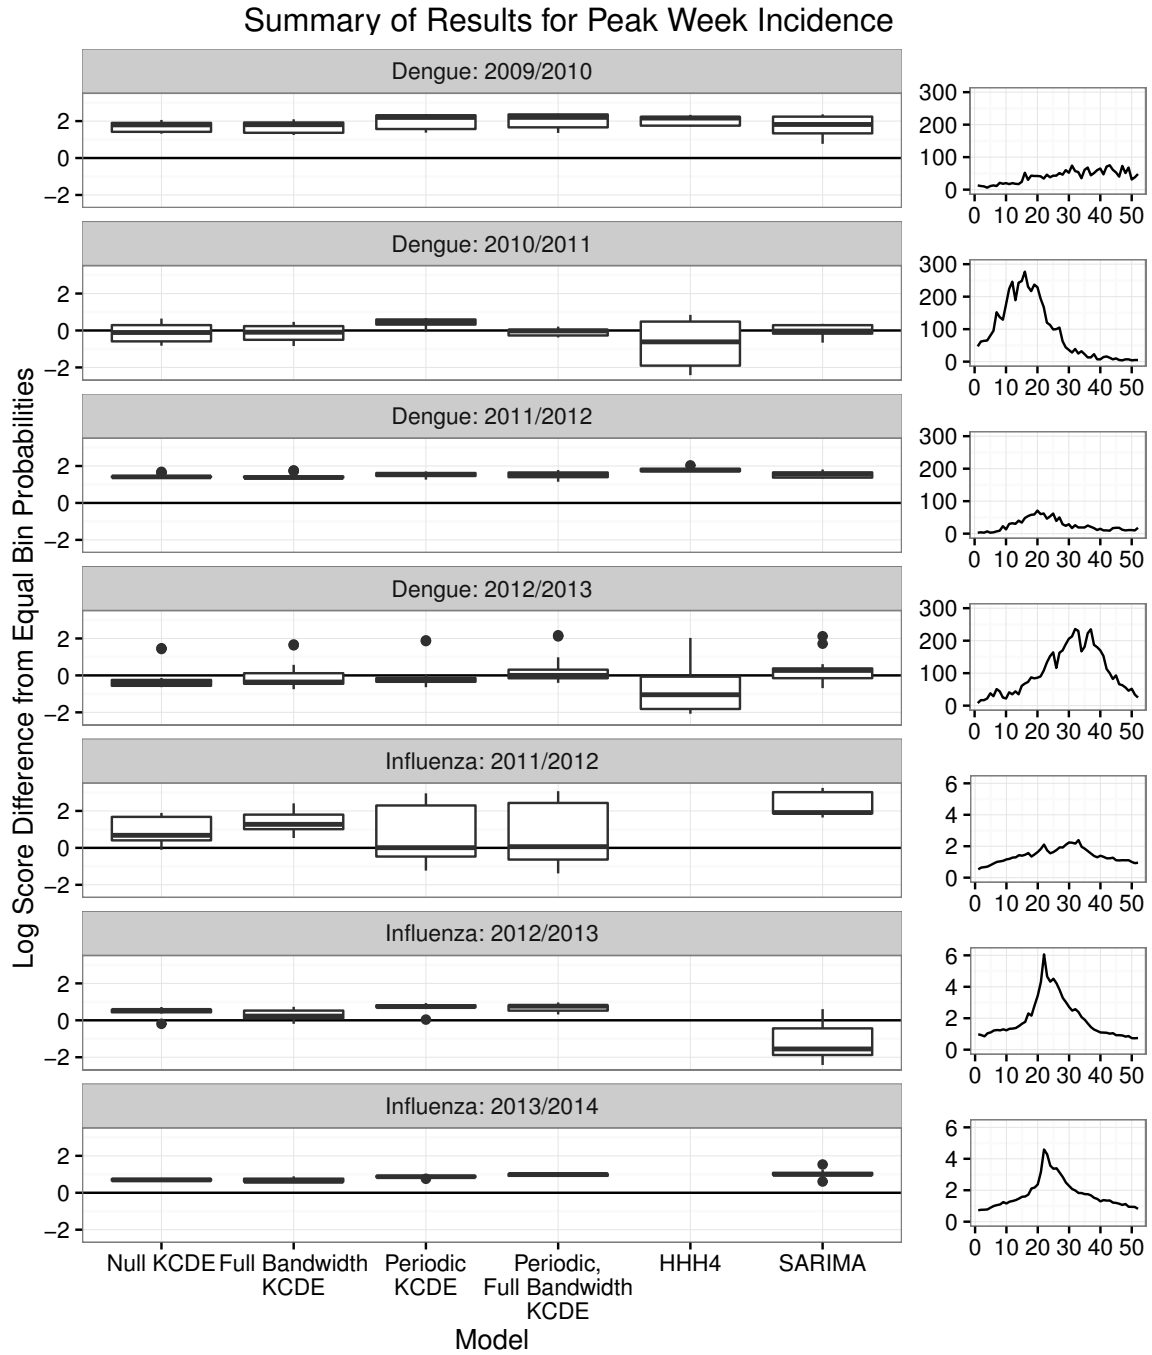 Summary of Results for Peak Week Incidence
Log Score Difference from Equal Bin Probabilities
Dengue: 2009/2010
2
0
−2
300
200
100
0
0 10 20 30 40 50
Dengue: 2010/2011
2
0
−2
300
200
100
0
0 10 20 30 40 50
Dengue: 2011/2012
2
0
−2
300
200
100
0
0 10 20 30 40 50
Dengue: 2012/2013
2
0
−2
300
200
100
0
0 10 20 30 40 50
Influenza: 2011/2012
2
0
−2
6
4
2
0
0 10 20 30 40 50
Influenza: 2012/2013
2
0
−2
6
4
2
0
0 10 20 30 40 50
Influenza: 2013/2014
2
0
−2
6
4
2
0
0 10 20 30 40 50
Null KCDE
Full Bandwidth
KCDE
Periodic
KCDE
Periodic,
Full Bandwidth
KCDE
HHH4
SARIMA
Model